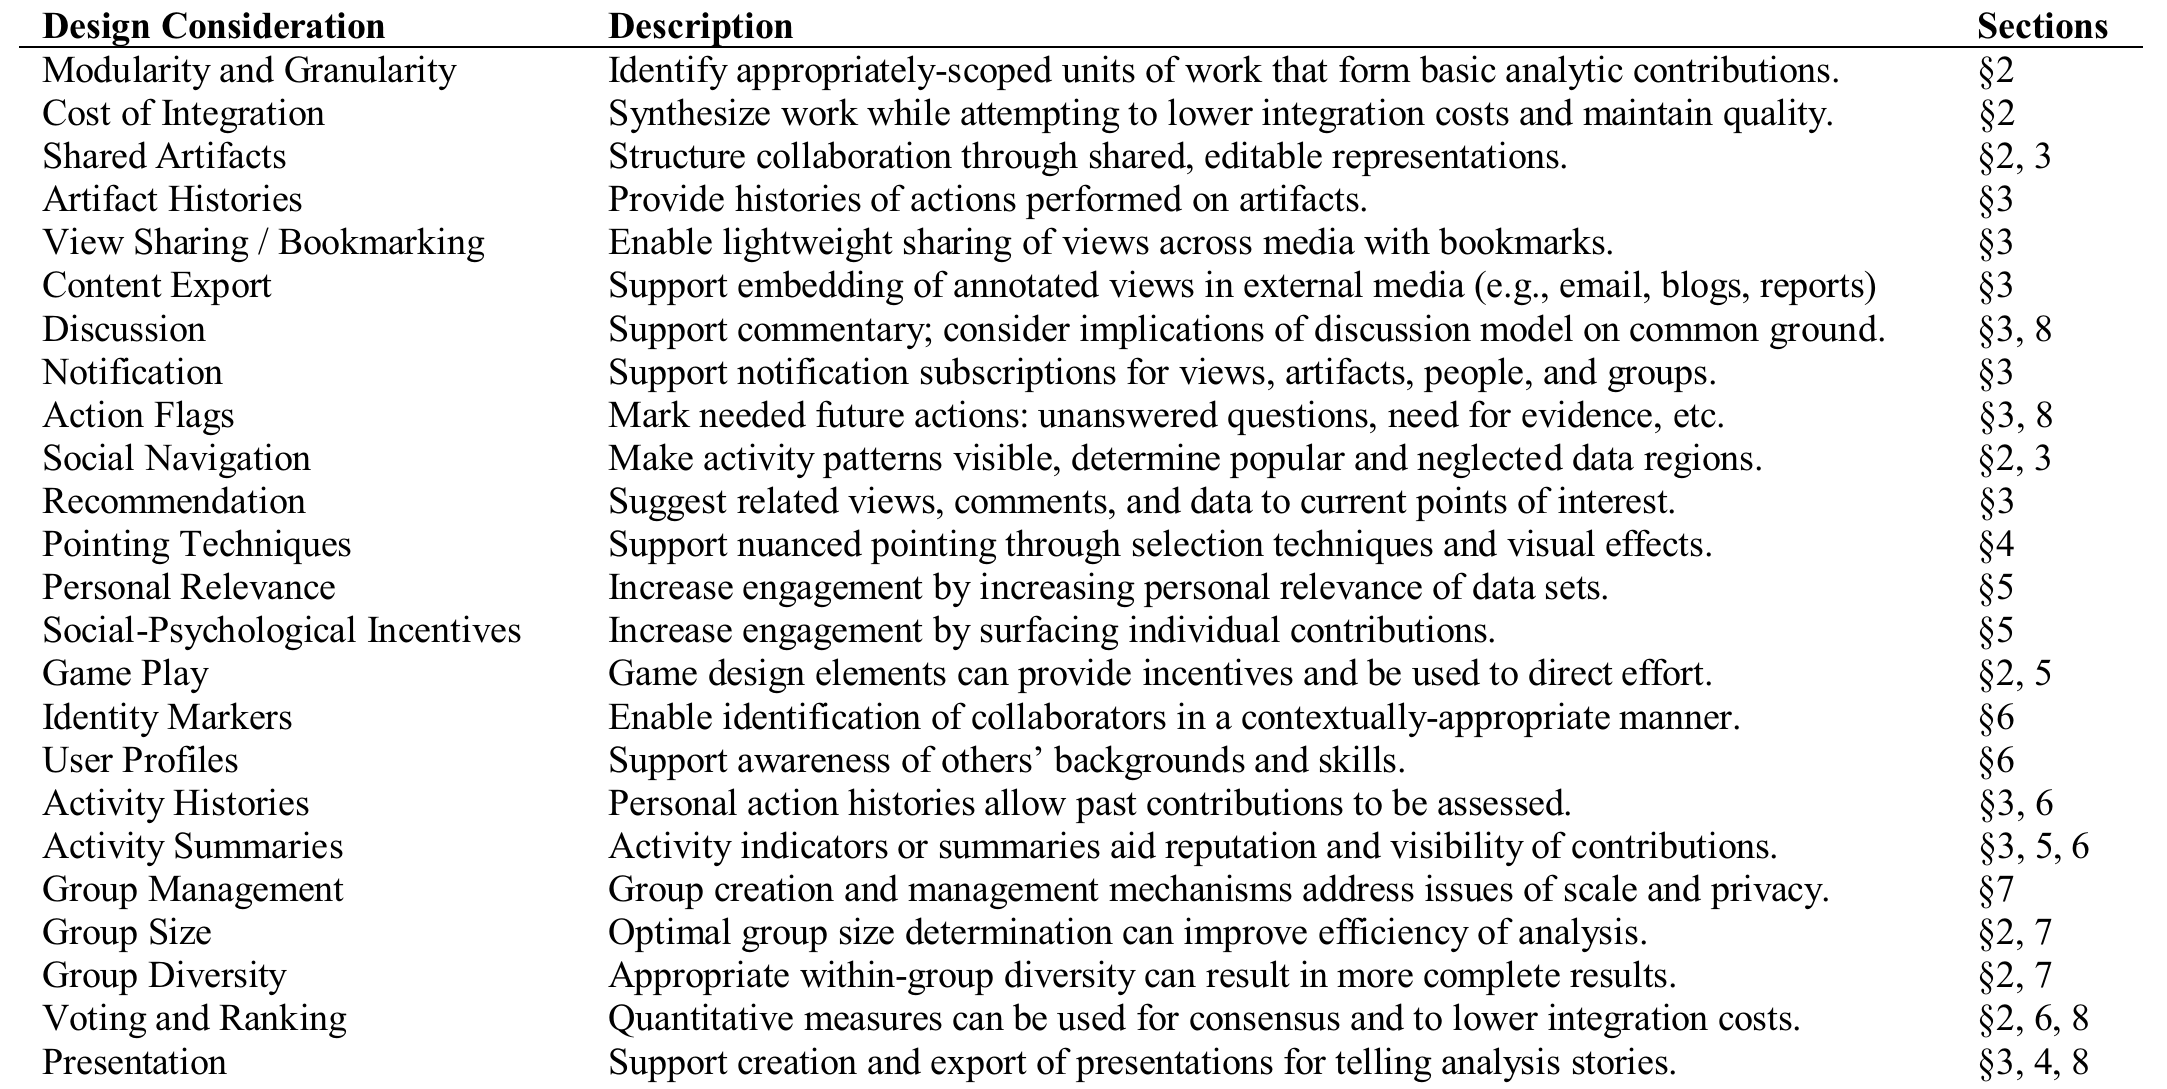 Design Consideration Description Sections
Modularity and Granularity Identify appropriately-scoped units of work that form basic analytic contributions. §2
Cost of Integration Synthesize work while attempting to lower integration costs and maintain quality. §2
Shared Artifacts Structure collaboration through shared, editable representations. §2, 3
Artifact Histories Provide histories of actions performed on artifacts. §3
View Sharing / Bookmarking Enable lightweight sharing of views across media with bookmarks. §3
Content Export Support embedding of annotated views in external media (e.g., email, blogs, reports) §3
Discussion Support commentary; consider implications of discussion model on common ground. §3, 8
Notification Support notification subscriptions for views, artifacts, people, and groups. §3
Action Flags Mark needed future actions: unanswered questions, need for evidence, etc. §3, 8
Social Navigation Make activity patterns visible, determine popular and neglected data regions. §2, 3
Recommendation Suggest related views, comments, and data to current points of interest. §3
Pointing Techniques Support nuanced pointing through selection techniques and visual effects. §4
Personal Relevance Increase engagement by increasing personal relevance of data sets. §5
Social-Psychological Incentives Increase engagement by surfacing individual contributions. §5
Game Play Game design elements can provide incentives and be used to direct effort. §2, 5
Identity Markers Enable identification of collaborators in a contextually-appropriate manner. §6
User Profiles Support awareness of others’ backgrounds and skills. §6
Activity Histories Personal action histories allow past contributions to be assessed. §3, 6
Activity Summaries Activity indicators or summaries aid reputation and visibility of contributions. §3, 5, 6
Group Management Group creation and management mechanisms address issues of scale and privacy. §7
Group Size Optimal group size determination can improve efficiency of analysis. §2, 7
Group Diversity Appropriate within-group diversity can result in more complete results. §2, 7
Voting and Ranking Quantitative measures can be used for consensus and to lower integration costs. §2, 6, 8
Presentation Support creation and export of presentations for telling analysis stories. §3, 4, 8